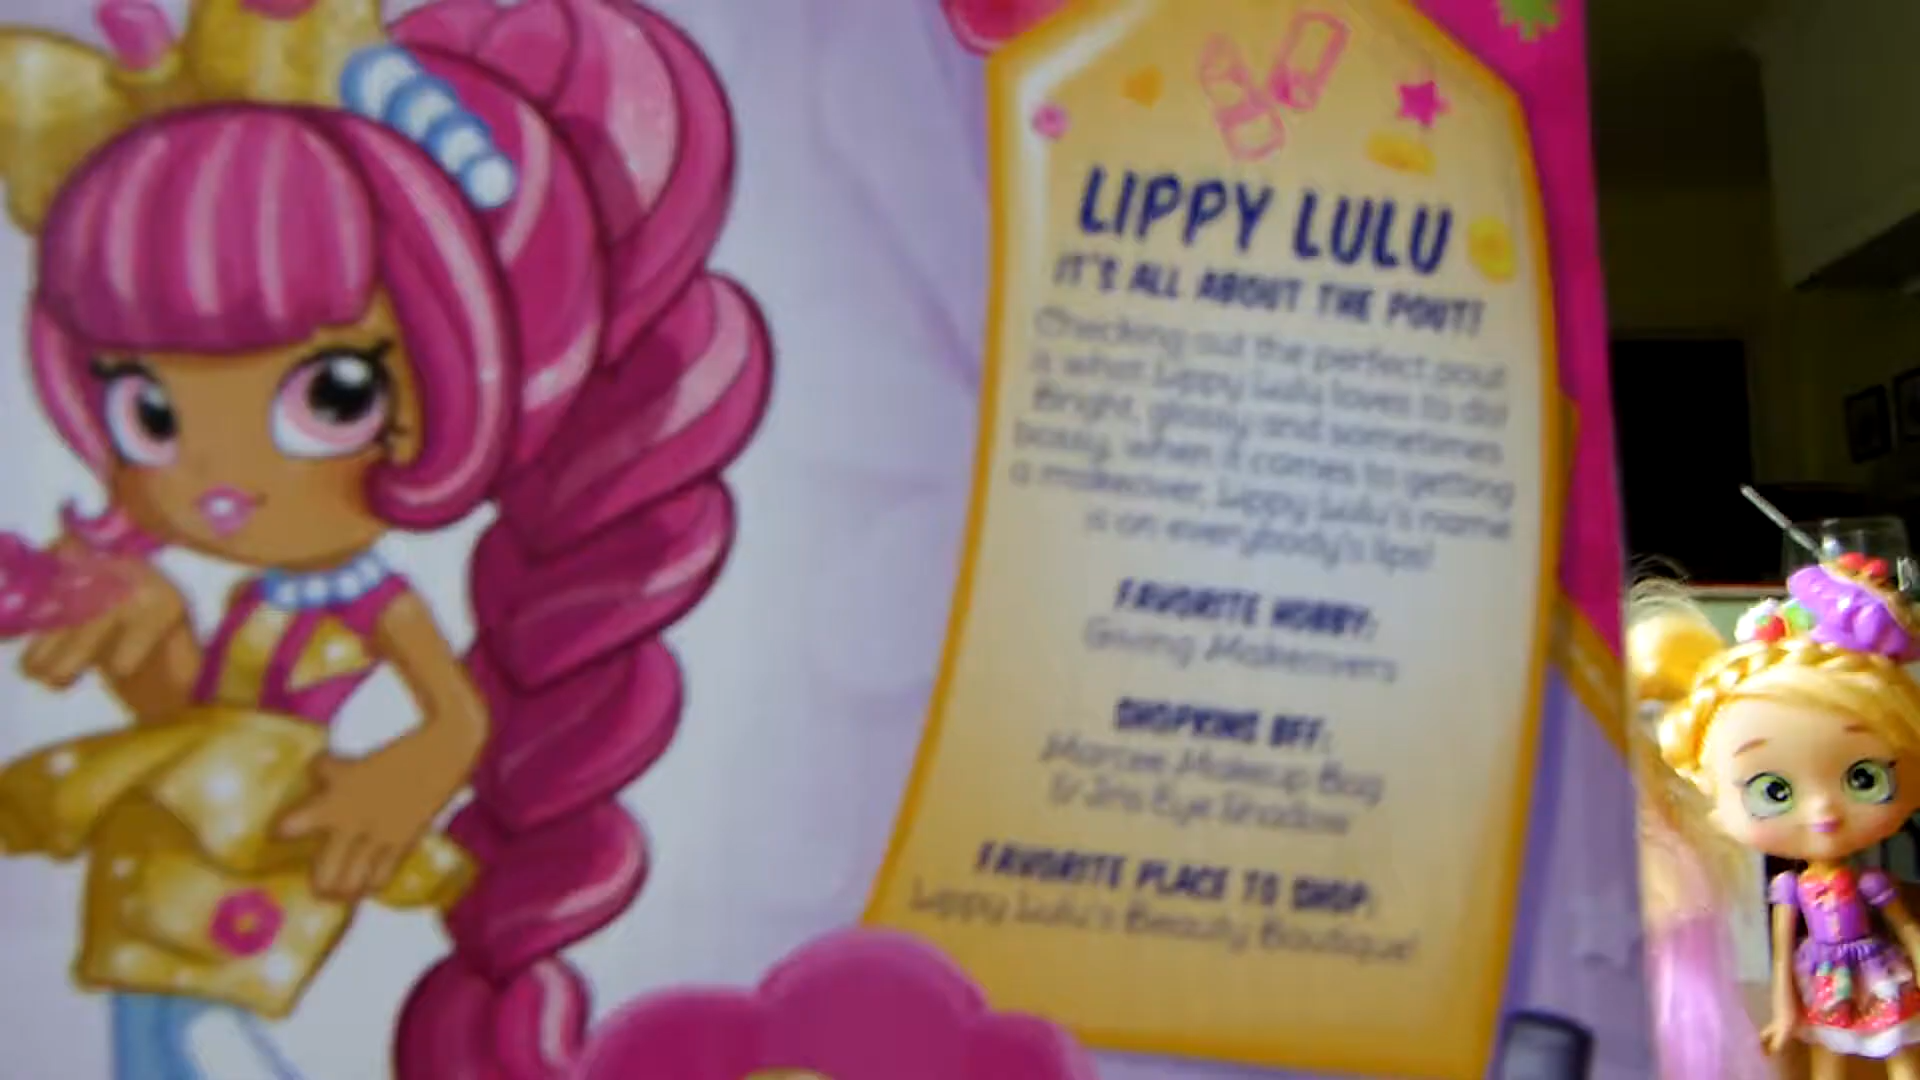 LIPPY LULU
IT'S ALL ABOUT THE POUT!
Checking out the perfect pout
is what Lippy Lulu loves to do!
Bright, glossy and sometimes
bossy, when it comes to getting
a makeover, Lippy Lulu's name
is on everybody's lips!
FAVORITE HOBBY:
Giving Makeovers
SHOPKINS BFF:
Marcee Makeup Bag
& Iris Eye Shadow
FAVORITE PLACE TO SHOP:
Lippy Lulu's Beauty Boutique!